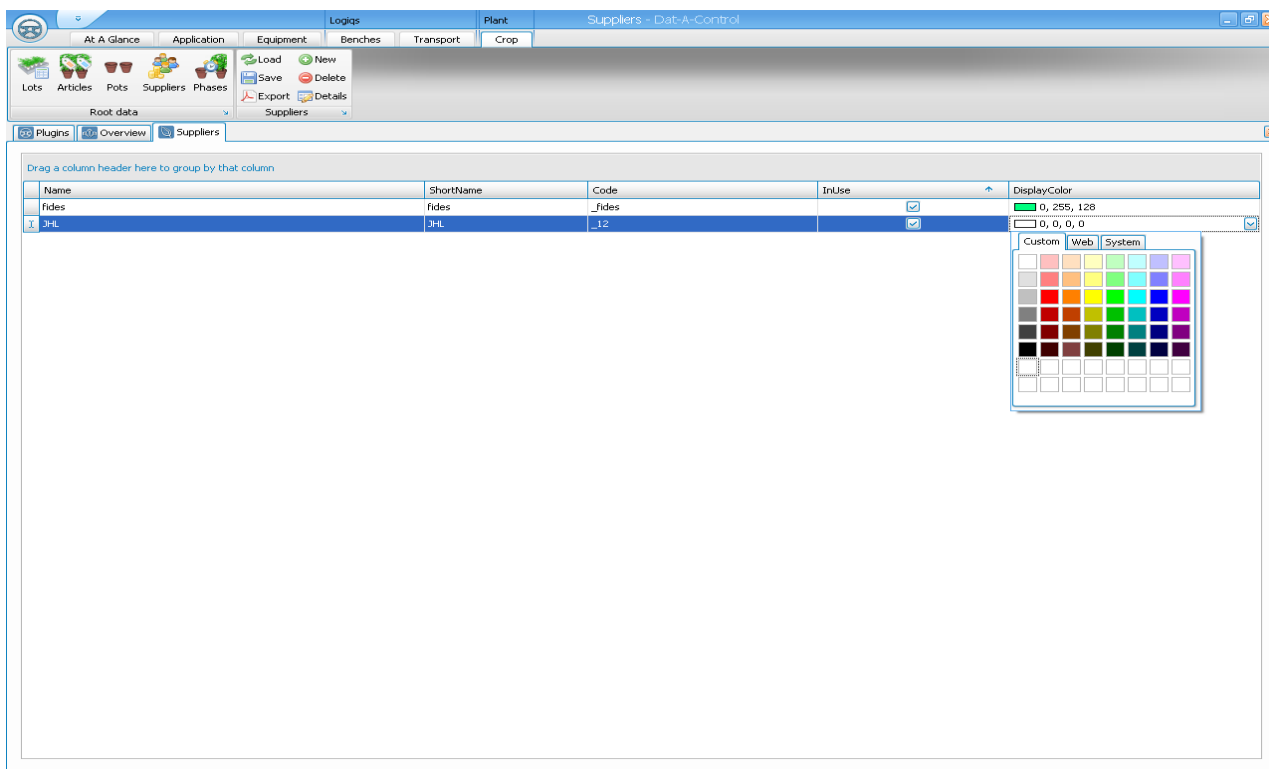 Logiqs Plant Suppliers - Dat-A-Control
At A Glance Application Equipment Benches Transport Crop
Load New
Save Delete
Lots Articles Pots Suppliers Phases
Export Details
Root data Suppliers
Plugins Overview Suppliers
Drag a column header here to group by that column
Name ShortName Code InUse DisplayColor
fides fides _fides 0, 255, 128
JHL JHL _12 0, 0, 0, 0
Custom Web System